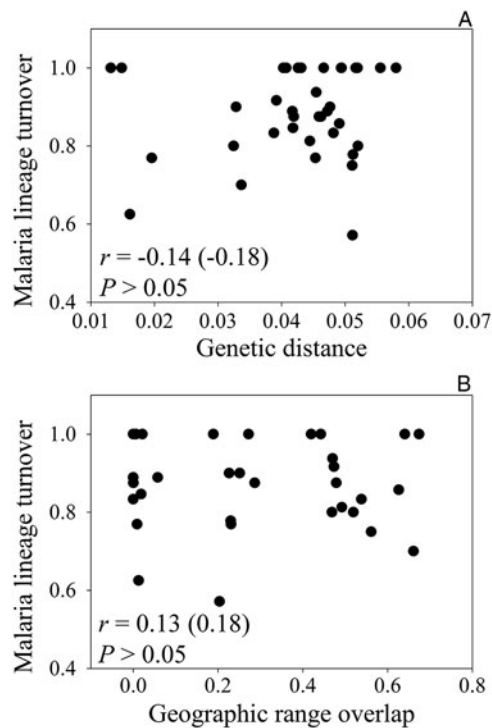 A
Malaria lineage turnover
1.0
0.8
0.6
0.4
r = -0.14 (-0.18)
P > 0.05
0.01 0.02 0.03 0.04 0.05 0.06 0.07
Genetic distance
B
Malaria lineage turnover
1.0
0.8
0.6
0.4
r = 0.13 (0.18)
P > 0.05
0.0 0.2 0.4 0.6 0.8
Geographic range overlap